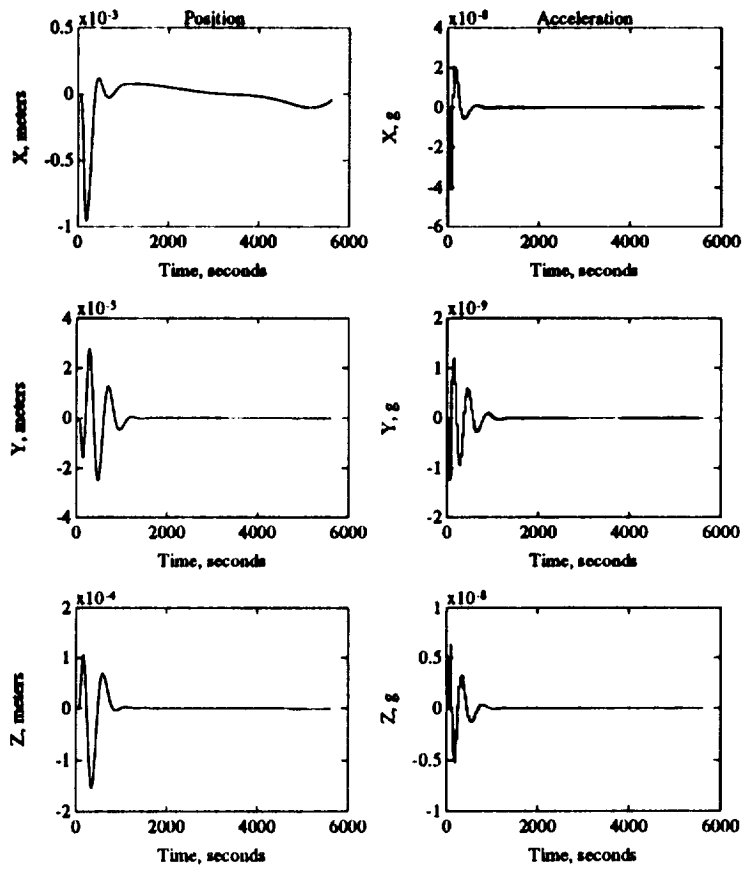 Position
x10-3
0.5
0
-0.5
-1
X, meters
0 2000 4000 6000
Time, seconds
Acceleration
x10-8
4
2
0
-2
-4
-6
X, g
0 2000 4000 6000
Time, seconds
x10-5
4
2
0
-2
-4
Y, meters
0 2000 4000 6000
Time, seconds
x10-9
2
1
0
-1
-2
Y, g
0 2000 4000 6000
Time, seconds
x10-4
2
1
0
-1
-2
Z, meters
0 2000 4000 6000
Time, seconds
x10-8
1
0.5
0
-0.5
-1
Z, g
0 2000 4000 6000
Time, seconds